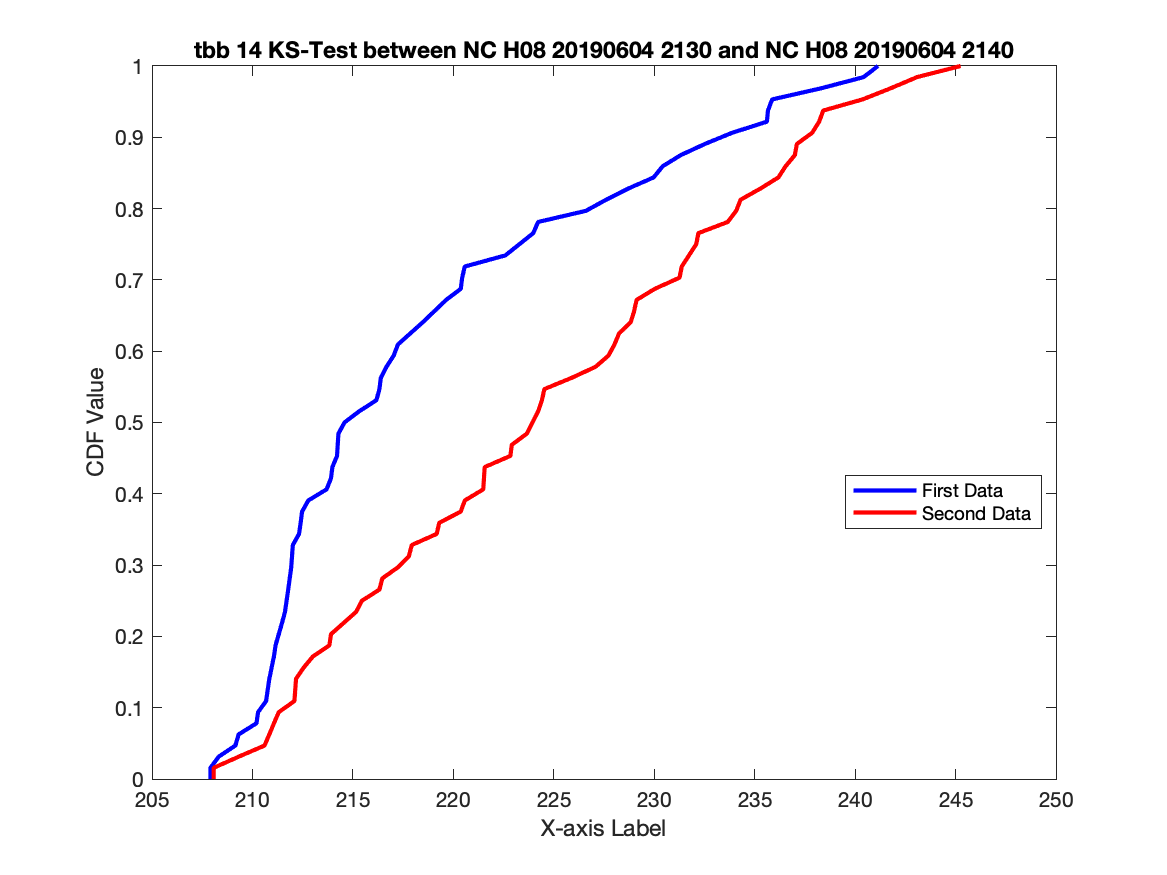 tbb 14 KS-Test between NC H08 20190604 2130 and NC H08 20190604 2140
1
0.9
0.8
0.7
0.6
0.5
0.4
0.3
0.2
0.1
0
CDF Value
First Data
Second Data
205 210 215 220 225 230 235 240 245 250
X-axis Label